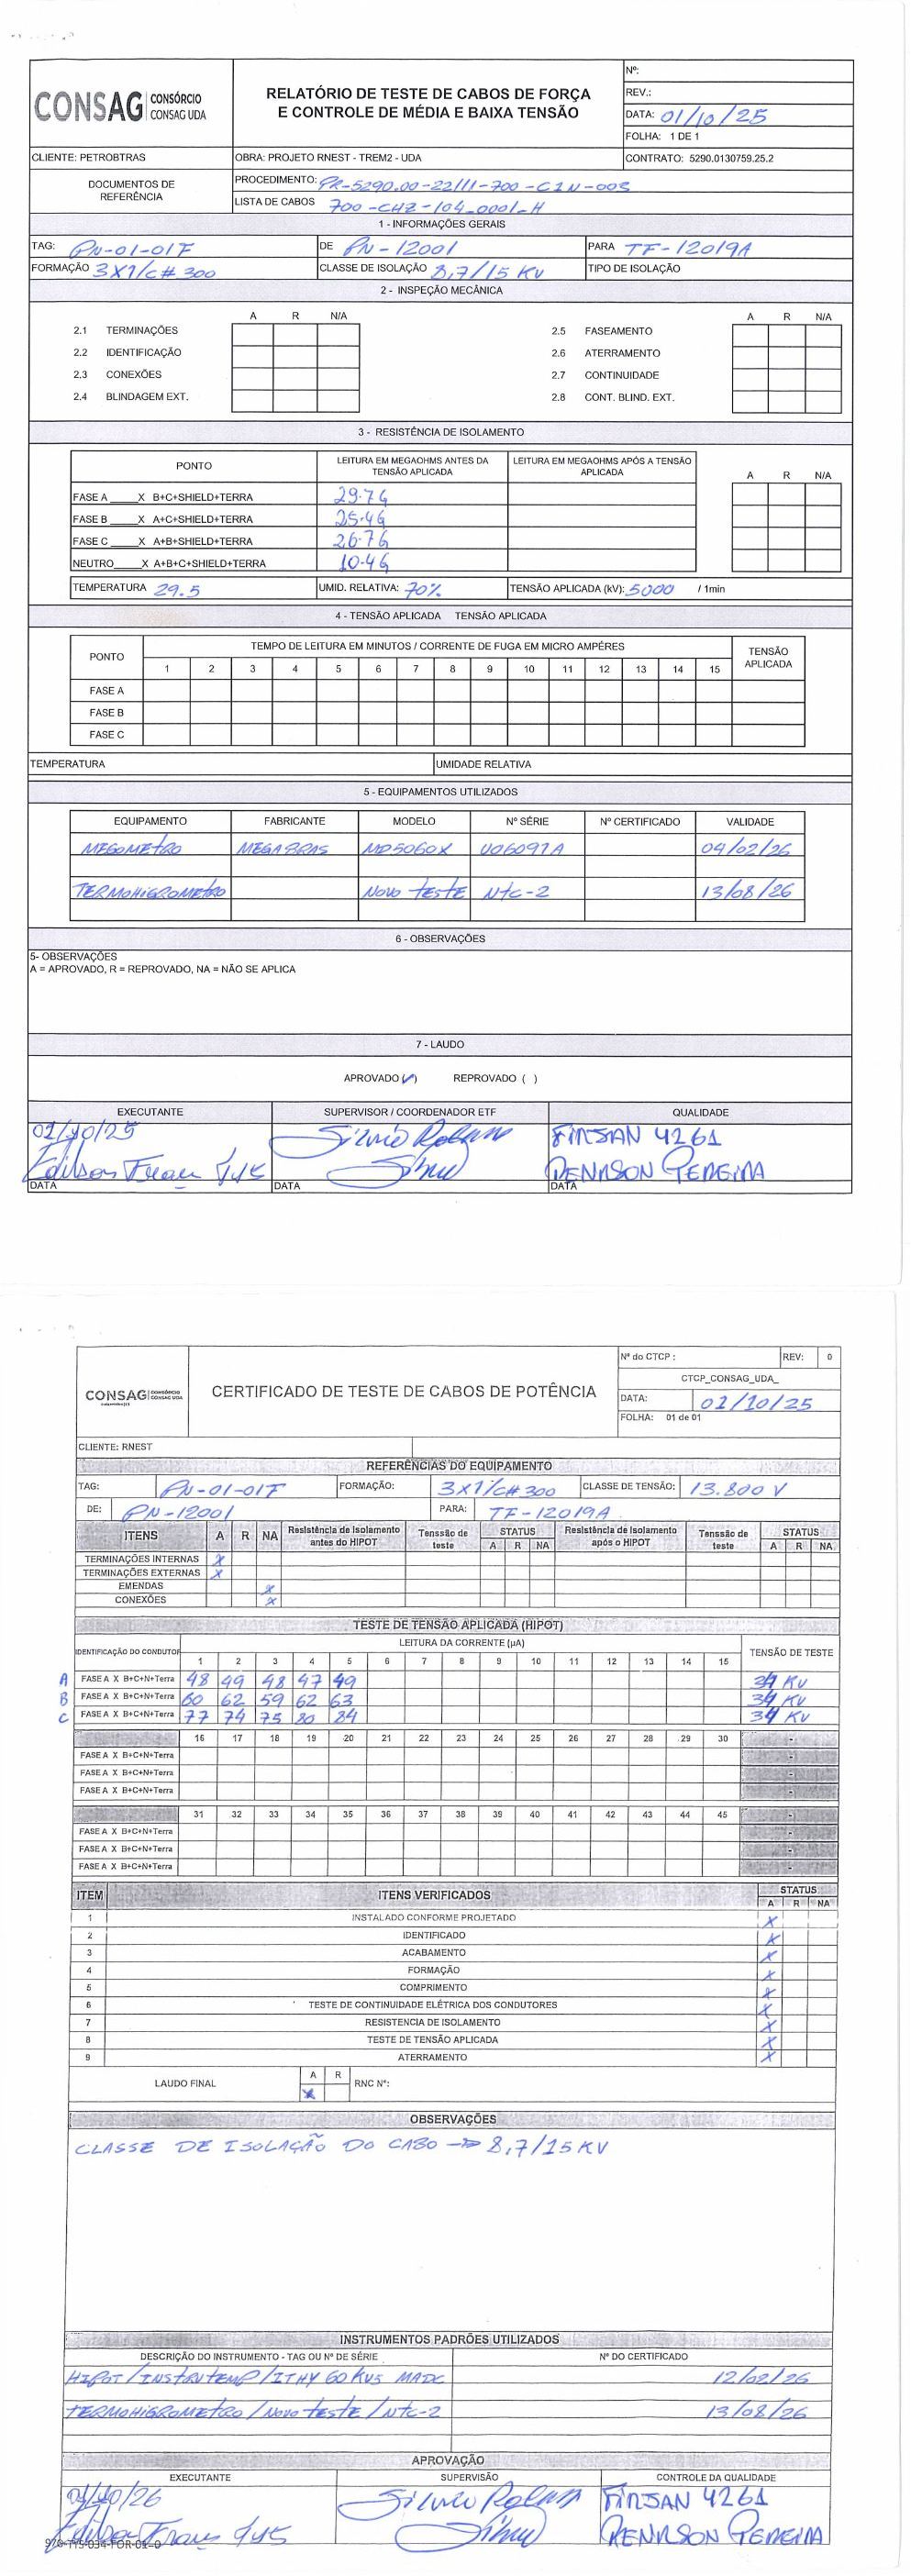 CONSAG CONSÓRCIO CONSAG UDA
RELATÓRIO DE TESTE DE CABOS DE FORÇA
E CONTROLE DE MÉDIA E BAIXA TENSÃO
Nº:
REV.:
DATA: 01/10/25
FOLHA: 1 DE 1
CLIENTE: PETROBTRAS
OBRA: PROJETO RNEST - TREM2 - UDA
CONTRATO: 5290.0130759.25.2
DOCUMENTOS DE REFERÊNCIA
PROCEDIMENTO: PR-5290.00-22111-700-C1N-003
LISTA DE CABOS 700-CHZ-104_0001_H
1 - INFORMAÇÕES GERAIS
TAG: PN-01-01F DE PN-12001 PARA TF-12019A
FORMAÇÃO 3X1/C# 300 CLASSE DE ISOLAÇÃO 8,7/15 KV TIPO DE ISOLAÇÃO
2 - INSPEÇÃO MECÂNICA
A R N/A A R N/A
2.1 TERMINAÇÕES 2.5 FASEAMENTO
2.2 IDENTIFICAÇÃO 2.6 ATERRAMENTO
2.3 CONEXÕES 2.7 CONTINUIDADE
2.4 BLINDAGEM EXT. 2.8 CONT. BLIND. EXT.
3 - RESISTÊNCIA DE ISOLAMENTO
PONTO LEITURA EM MEGAOHMS ANTES DA TENSÃO APLICADA LEITURA EM MEGAOHMS APÓS A TENSÃO APLICADA A R N/A
FASE A ____X B+C+SHIELD+TERRA 29.7G
FASE B ____X A+C+SHIELD+TERRA 25.4G
FASE C ____X A+B+SHIELD+TERRA 26.7G
NEUTRO____X A+B+C+SHIELD+TERRA 10.4G
TEMPERATURA 29.5 UMID. RELATIVA: 70% TENSÃO APLICADA (kV): 5000 / 1min
4 - TENSÃO APLICADA TENSÃO APLICADA
PONTO TEMPO DE LEITURA EM MINUTOS / CORRENTE DE FUGA EM MICRO AMPÉRES TENSÃO APLICADA
1 2 3 4 5 6 7 8 9 10 11 12 13 14 15
FASE A
FASE B
FASE C
TEMPERATURA UMIDADE RELATIVA
5 - EQUIPAMENTOS UTILIZADOS
EQUIPAMENTO FABRICANTE MODELO Nº SÉRIE Nº CERTIFICADO VALIDADE
MEGOMETRO MEGABRAS MD5060X UO6097A 04/02/26
TERMOHIGROMETRO NOVO TESTE NTC-2 13/08/26
6 - OBSERVAÇÕES
5- OBSERVAÇÕES
A = APROVADO, R = REPROVADO, NA = NÃO SE APLICA
7 - LAUDO
APROVADO (✓) REPROVADO ( )
EXECUTANTE SUPERVISOR / COORDENADOR ETF QUALIDADE
01/10/25 FIRSAN 4261
DENILSON PEREIRA
DATA DATA DATA
CONSAG CONSÓRCIO CONSAG UDA
CERTIFICADO DE TESTE DE CABOS DE POTÊNCIA
Nº do CTCP : REV: 0
CTCP_CONSAG_UDA_
DATA: 01/10/25
FOLHA: 01 de 01
CLIENTE: RNEST
REFERÊNCIAS DO EQUIPAMENTO
TAG: PN-01-01F FORMAÇÃO: 3X1/C# 300 CLASSE DE TENSÃO: 13.800 V
DE: PN-12001 PARA: TF-12019A
ITENS A R NA Resistência de Isolamento antes do HIPOT Tenssão de teste STATUS A R NA Resistência de Isolamento após o HIPOT Tenssão de teste STATUS A R NA
TERMINAÇÕES INTERNAS X
TERMINAÇÕES EXTERNAS X
EMENDAS X
CONEXÕES X
TESTE DE TENSÃO APLICADA (HIPOT)
IDENTIFICAÇÃO DO CONDUTOR LEITURA DA CORRENTE (µA) TENSÃO DE TESTE
1 2 3 4 5 6 7 8 9 10 11 12 13 14 15
A FASE A X B+C+N+Terra 48 49 48 47 49 34 KV
B FASE A X B+C+N+Terra 60 62 59 62 63 34 KV
C FASE A X B+C+N+Terra 77 74 75 80 84 34 KV
16 17 18 19 20 21 22 23 24 25 26 27 28 29 30 -
FASE A X B+C+N+Terra -
FASE A X B+C+N+Terra -
FASE A X B+C+N+Terra -
31 32 33 34 35 36 37 38 39 40 41 42 43 44 45 -
FASE A X B+C+N+Terra -
FASE A X B+C+N+Terra -
FASE A X B+C+N+Terra -
ITEM ITENS VERIFICADOS STATUS A R NA
1 INSTALADO CONFORME PROJETADO X
2 IDENTIFICADO X
3 ACABAMENTO X
4 FORMAÇÃO X
5 COMPRIMENTO X
6 TESTE DE CONTINUIDADE ELÉTRICA DOS CONDUTORES X
7 RESISTENCIA DE ISOLAMENTO X
8 TESTE DE TENSÃO APLICADA X
9 ATERRAMENTO X
LAUDO FINAL A R RNC Nº:
X
OBSERVAÇÕES
CLASSE DE ISOLAÇÃO DO CABO → 8,7/15 KV
INSTRUMENTOS PADRÕES UTILIZADOS
DESCRIÇÃO DO INSTRUMENTO - TAG OU Nº DE SÉRIE Nº DO CERTIFICADO
HIPOT/INSTRUTEMP/ITHY 60 KV5 MADC 12/02/26
TERMOHIGROMETRO/NOVO TESTE/NTC-2 13/08/26
APROVAÇÃO
EXECUTANTE SUPERVISÃO CONTROLE DA QUALIDADE
FIRSAN 4261
DENILSON PEREIRA